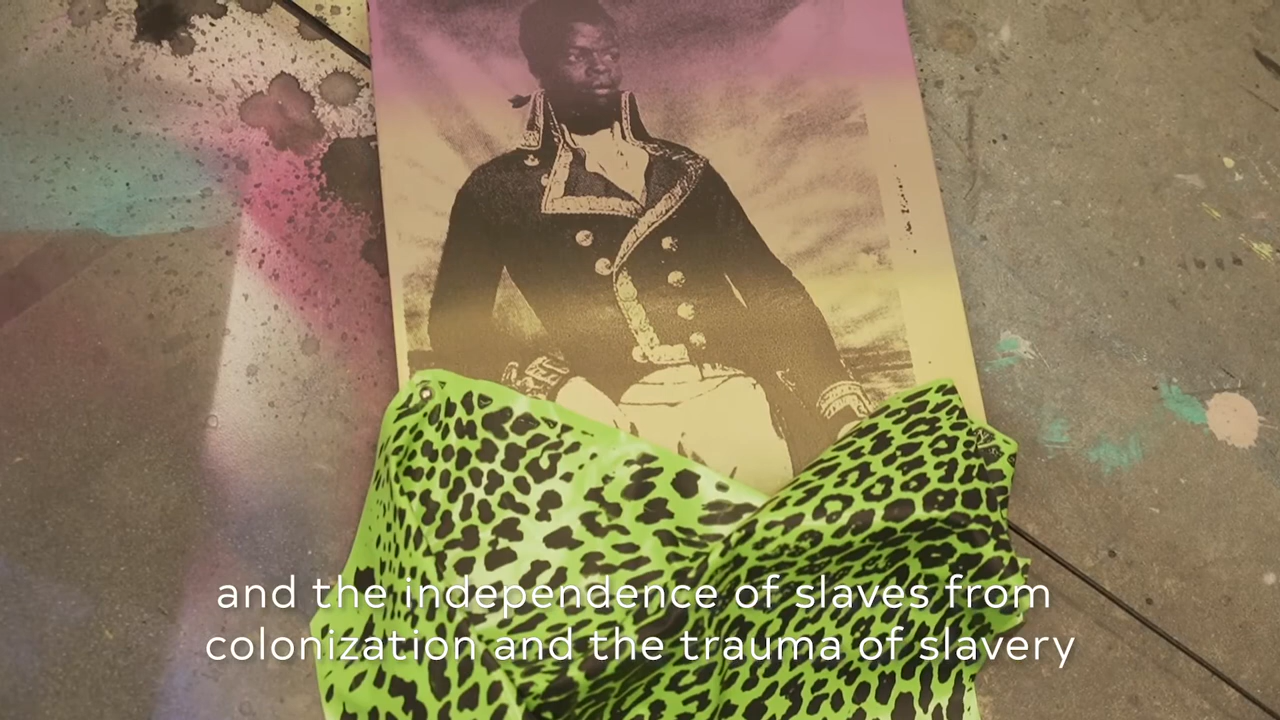 and the independence of slaves from
colonization and the trauma of slavery